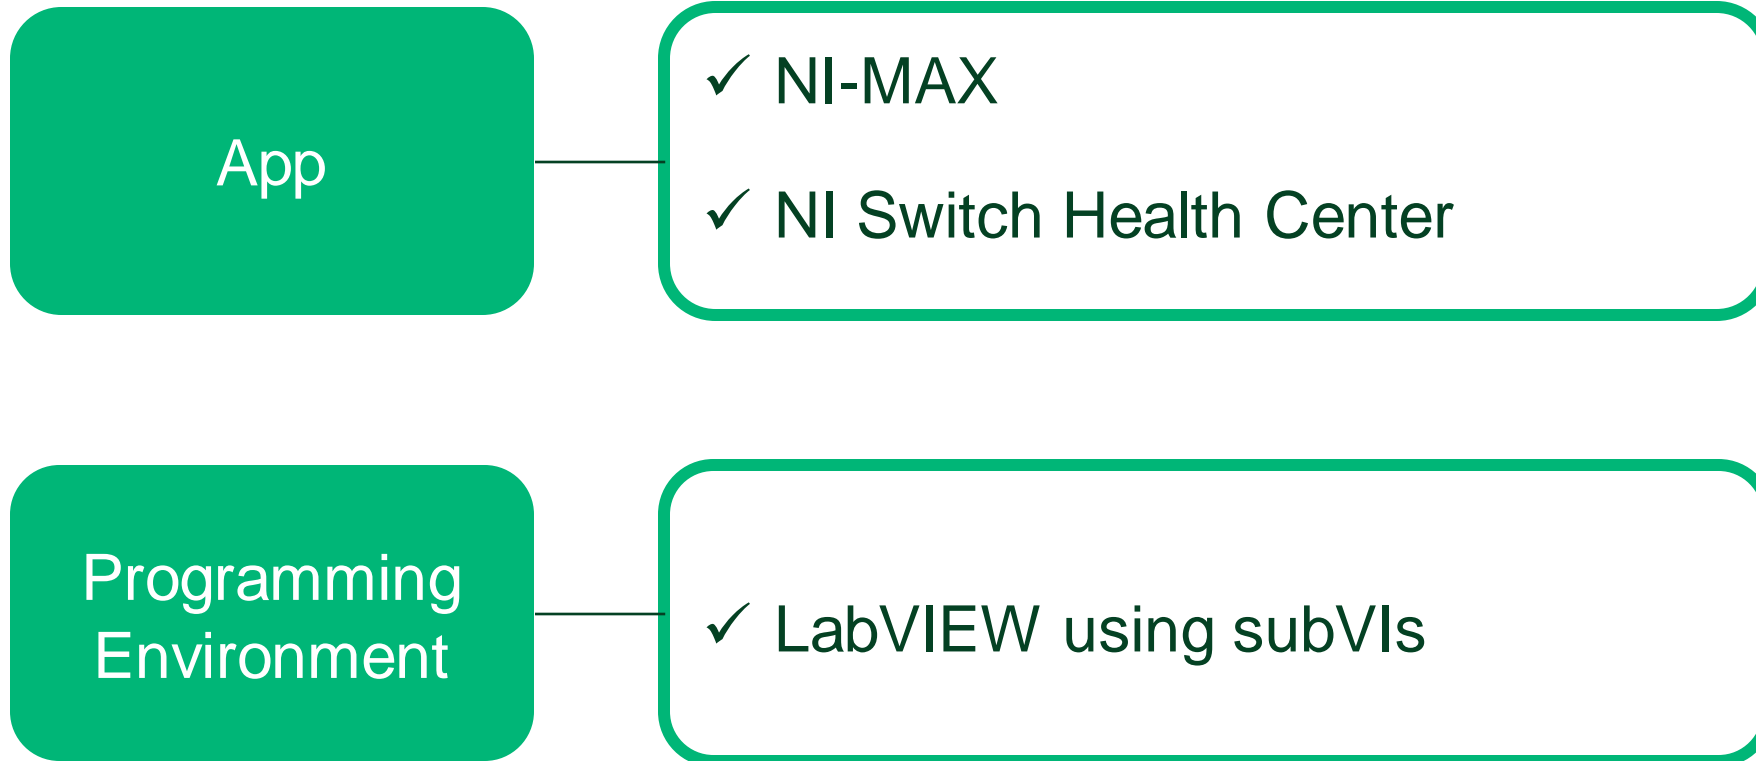 App
✓ NI-MAX
✓ NI Switch Health Center
Programming
Environment
✓ LabVIEW using subVIs